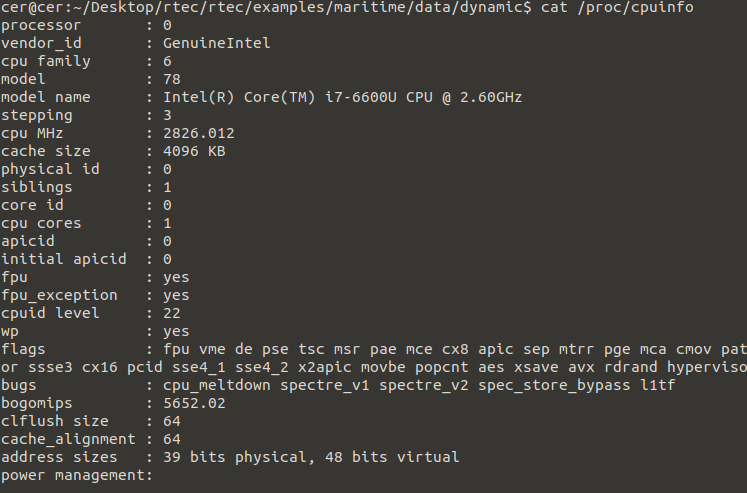 cer@cer:~/Desktop/rtec/rtec/examples/maritime/data/dynamic$ cat /proc/cpuinfo
processor : 0
vendor_id : GenuineIntel
cpu family : 6
model : 78
model name : Intel(R) Core(TM) i7-6600U CPU @ 2.60GHz
stepping : 3
cpu MHz : 2826.012
cache size : 4096 KB
physical id : 0
siblings : 1
core id : 0
cpu cores : 1
apicid : 0
initial apicid : 0
fpu : yes
fpu_exception : yes
cpuid level : 22
wp : yes
flags : fpu vme de pse tsc msr pae mce cx8 apic sep mtrr pge mca cmov pat
or ssse3 cx16 pcid sse4_1 sse4_2 x2apic movbe popcnt aes xsave avx rdrand hyperviso
bugs : cpu_meltdown spectre_v1 spectre_v2 spec_store_bypass l1tf
bogomips : 5652.02
clflush size : 64
cache_alignment : 64
address sizes : 39 bits physical, 48 bits virtual
power management: